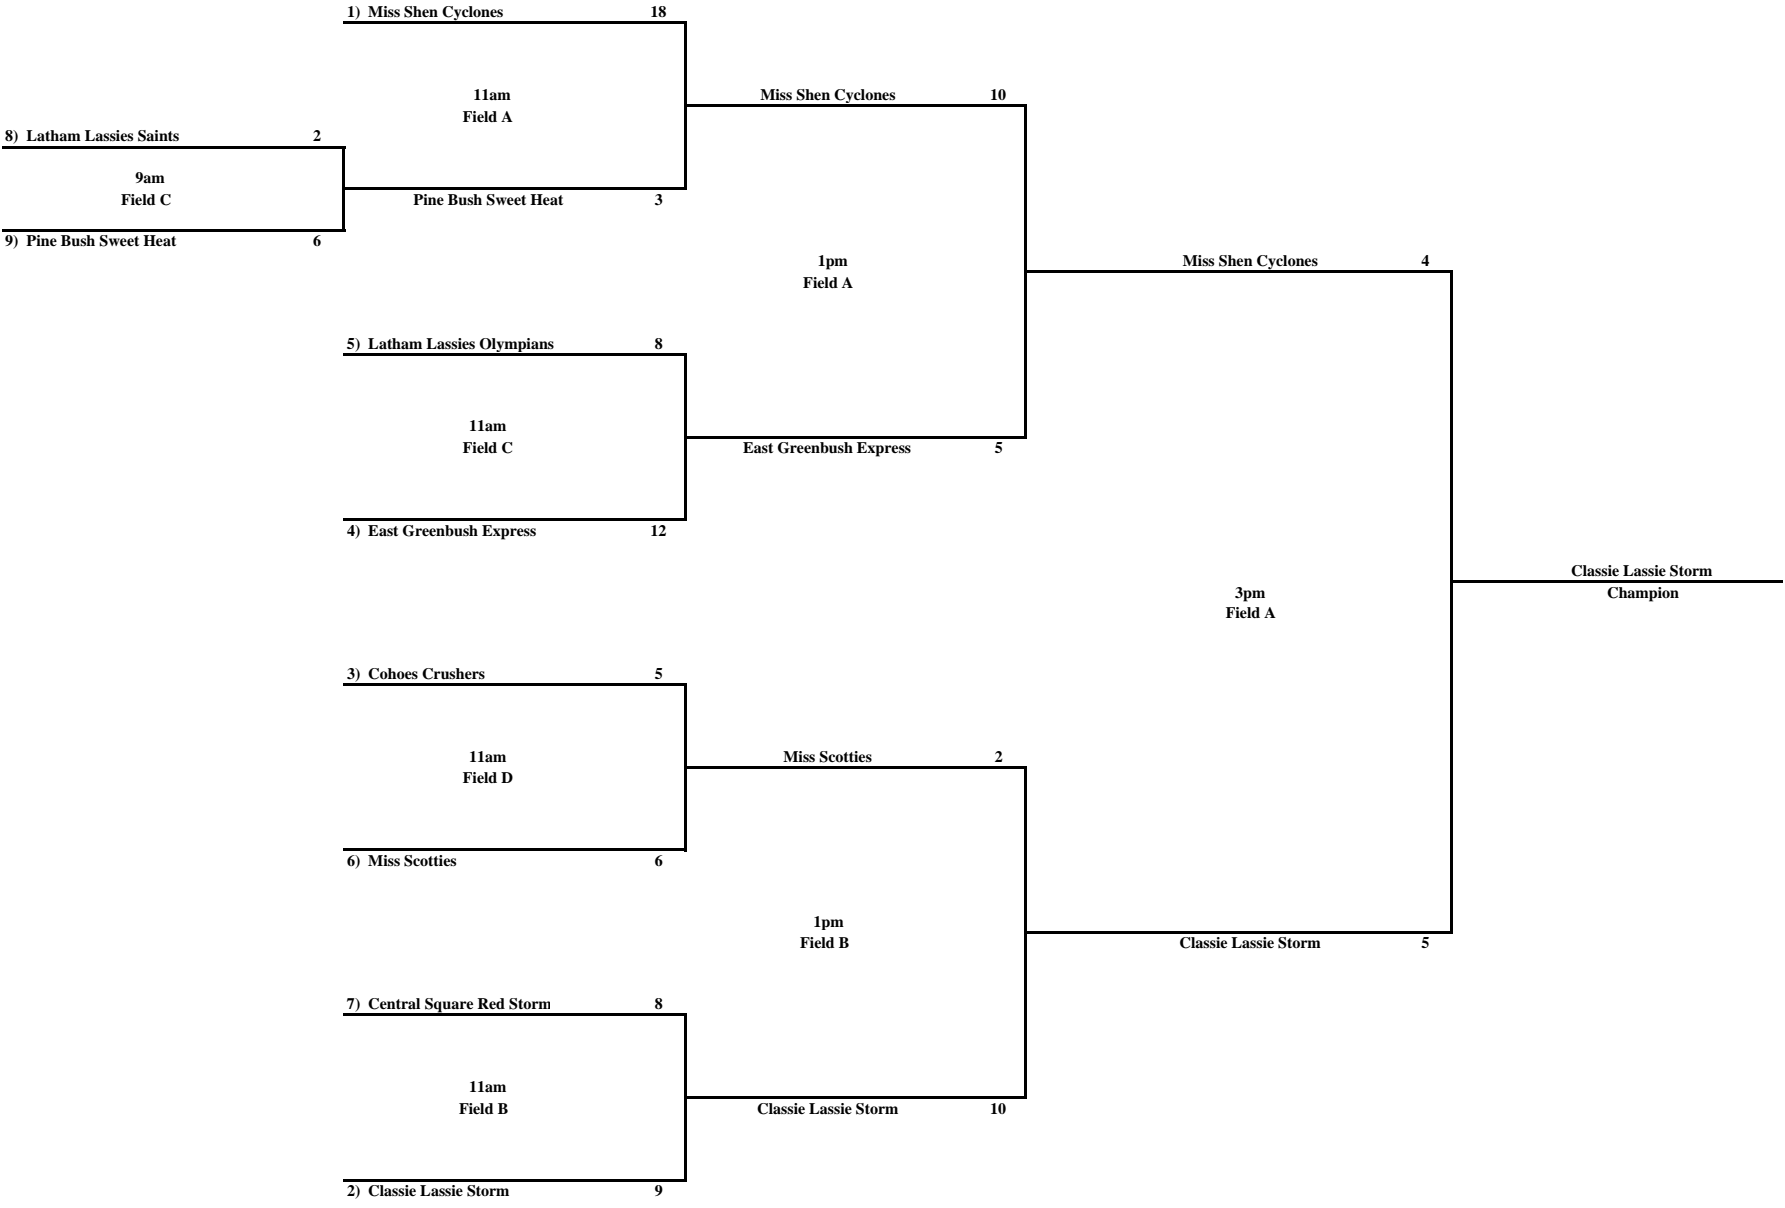 1) Miss Shen Cyclones 18
11am
Field A
Miss Shen Cyclones 10
8) Latham Lassies Saints 2
9am
Field C
Pine Bush Sweet Heat 3
9) Pine Bush Sweet Heat 6
1pm
Field A
Miss Shen Cyclones 4
5) Latham Lassies Olympians 8
11am
Field C
East Greenbush Express 5
4) East Greenbush Express 12
Classie Lassie Storm
Champion
3pm
Field A
3) Cohoes Crushers 5
11am
Field D
Miss Scotties 2
6) Miss Scotties 6
1pm
Field B
Classie Lassie Storm 5
7) Central Square Red Storm 8
11am
Field B
Classie Lassie Storm 10
2) Classie Lassie Storm 9